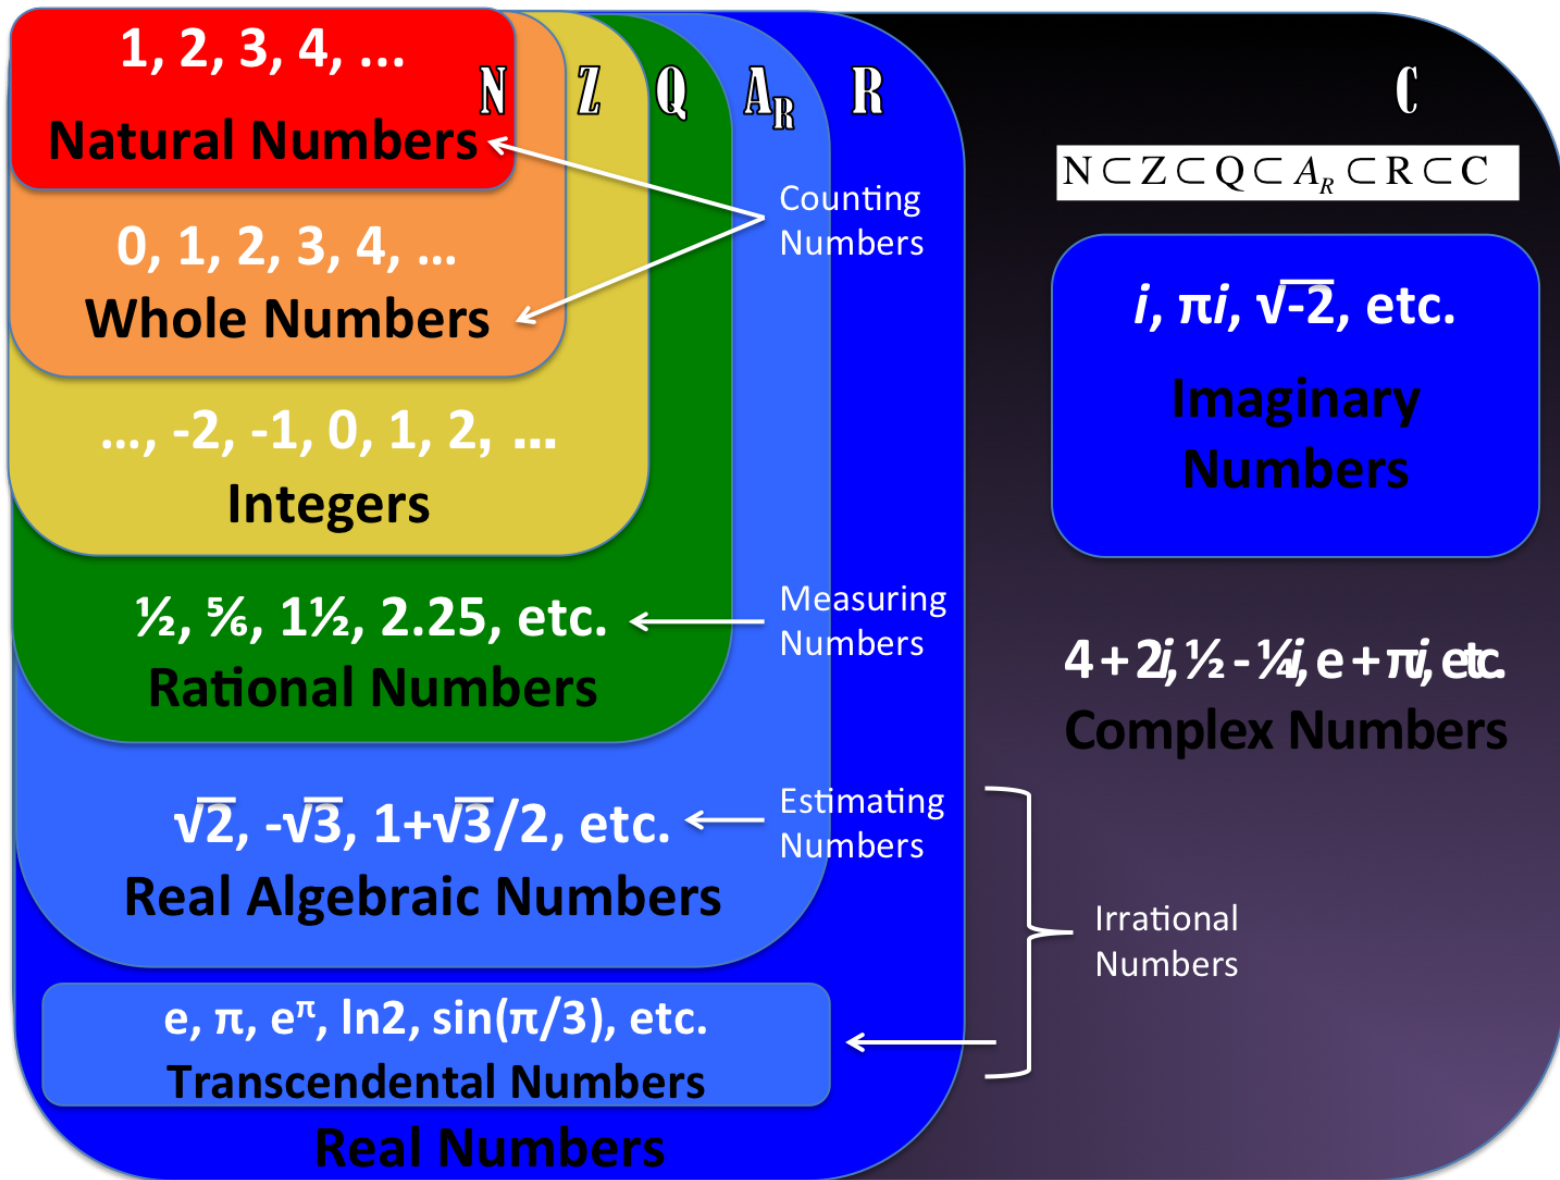 1, 2, 3, 4, ...
Natural Numbers
N Z Q A_R R C
N ⊂ Z ⊂ Q ⊂ A_R ⊂ R ⊂ C
Counting
Numbers
0, 1, 2, 3, 4, …
Whole Numbers
i, πi, √-2, etc.
Imaginary
Numbers
…, -2, -1, 0, 1, 2, …
Integers
½, ⅚, 1½, 2.25, etc.
Rational Numbers
Measuring
Numbers
4 + 2i, ½ - ¼i, e + πi, etc.
Complex Numbers
√2, -√3, 1+√3/2, etc.
Real Algebraic Numbers
Estimating
Numbers
Irrational
Numbers
e, π, e^π, ln2, sin(π/3), etc.
Transcendental Numbers
Real Numbers